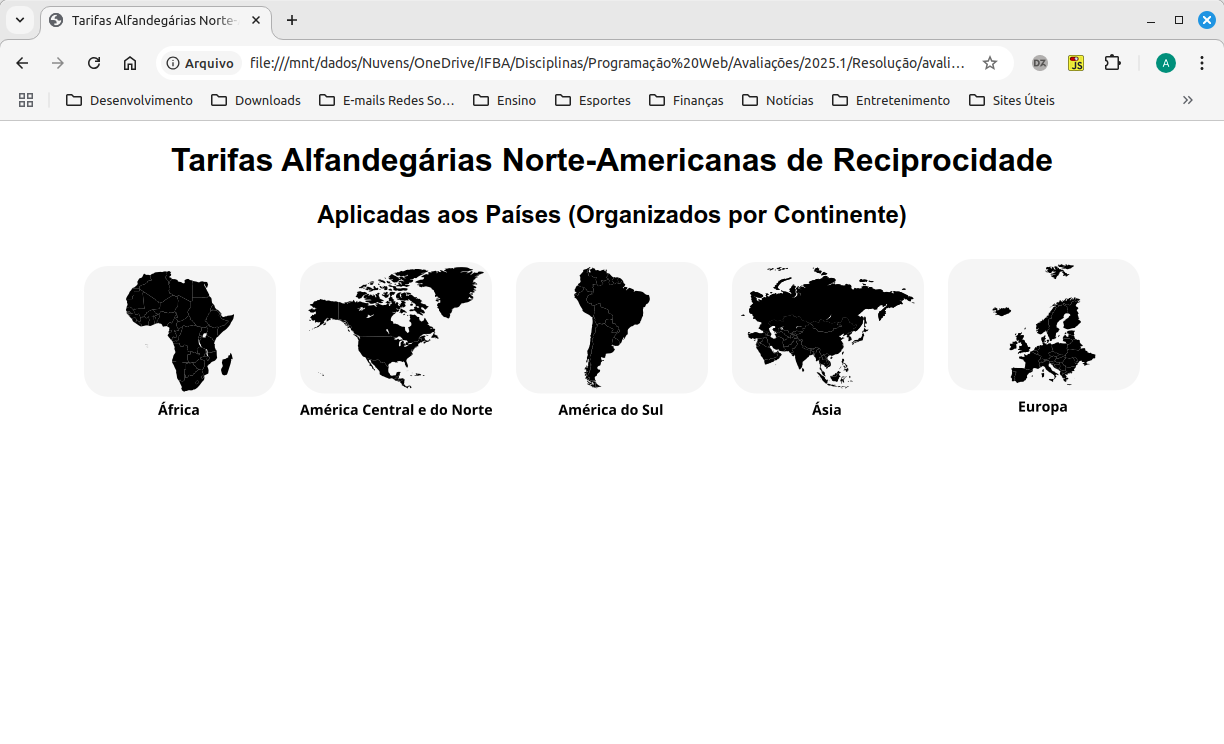 Tarifas Alfandegárias Norte-
Arquivo file:///mnt/dados/Nuvens/OneDrive/IFBA/Disciplinas/Programação%20Web/Avaliações/2025.1/Resolução/avali... DZ JS A
Desenvolvimento Downloads E-mails Redes So... Ensino Esportes Finanças Notícias Entretenimento Sites Úteis
Tarifas Alfandegárias Norte-Americanas de Reciprocidade
Aplicadas aos Países (Organizados por Continente)
África América Central e do Norte América do Sul Ásia Europa